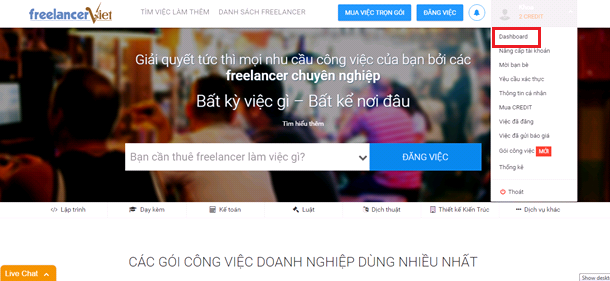 freelancerViet
TÌM VIỆC LÀM THÊM
DANH SÁCH FREELANCER
MUA VIỆC TRỌN GÓI
ĐĂNG VIỆC
CREDIT
Dashboard
Nâng cấp tài khoản
Mời bạn bè
Yêu cầu xác thực
Thông tin cá nhân
Mua CREDIT
Việc đã đăng
Việc đã gửi báo giá
Gói công việc MỚI
Thống kê
Thoát
Giải quyết tức thì mọi nhu cầu công việc của bạn bởi các
freelancer chuyên nghiệp
Bất kỳ việc gì – Bất kể nơi đâu
Tìm hiểu thêm
Bạn cần thuê freelancer làm việc gì?
ĐĂNG VIỆC
Lập trình
Dạy kèm
Kế toán
Luật
Dịch thuật
Thiết kế Kiến Trúc
Dịch vụ khác
CÁC GÓI CÔNG VIỆC DOANH NGHIỆP DÙNG NHIỀU NHẤT
Live Chat
Show deskt